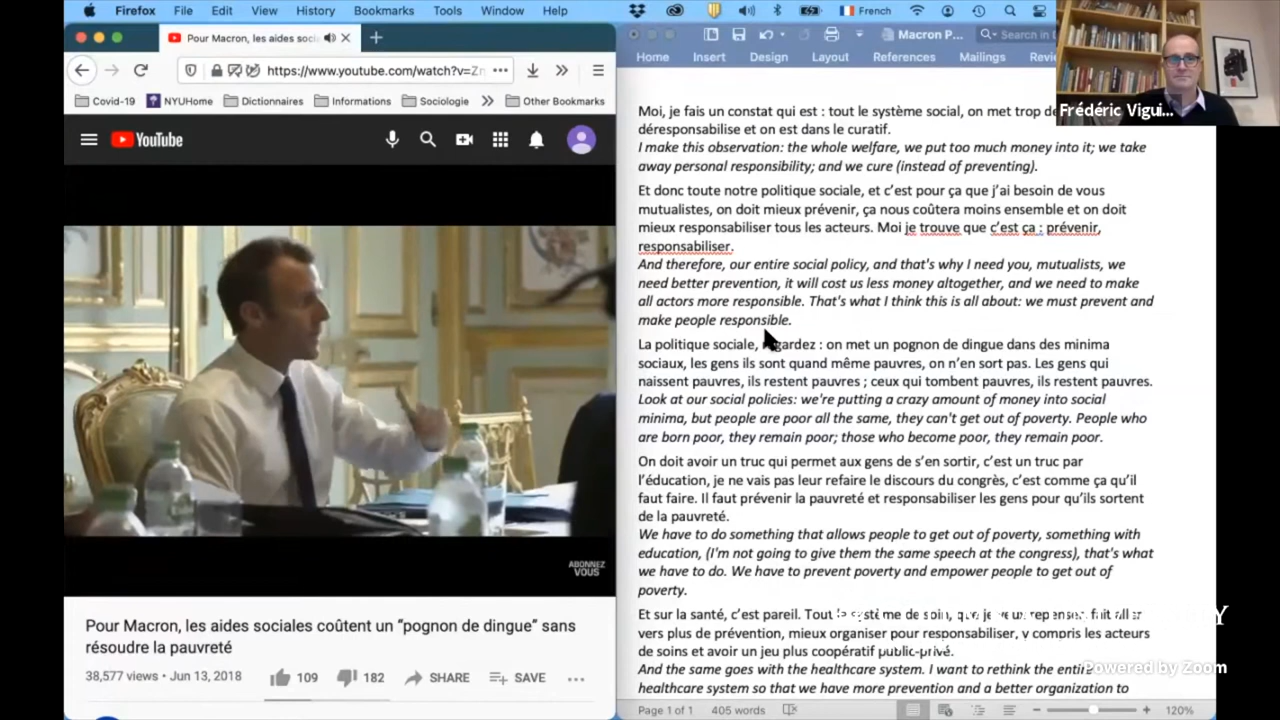 Firefox File Edit View History Bookmarks Tools Window Help French
Pour Macron, les aides soci
https://www.youtube.com/watch?v=Zr
Covid-19 NYUHome Dictionnaires Informations Sociologie Other Bookmarks
YouTube
ABONNEZ
VOUS
Pour Macron, les aides sociales coûtent un "pognon de dingue" sans
résoudre la pauvreté
38,577 views • Jun 13, 2018 109 182 SHARE SAVE
Macron P... Search in
Home Insert Design Layout References Mailings
Moi, je fais un constat qui est : tout le système social, on met trop
déresponsabilise et on est dans le curatif.
I make this observation: the whole welfare, we put too much money into it; we take
away personal responsibility; and we cure (instead of preventing).
Et donc toute notre politique sociale, et c'est pour ça que j'ai besoin de vous
mutualistes, on doit mieux prévenir, ça nous coûtera moins ensemble et on doit
mieux responsabiliser tous les acteurs. Moi je trouve que c'est ça : prévenir,
responsabiliser.
And therefore, our entire social policy, and that's why I need you, mutualists, we
need better prevention, it will cost us less money altogether, and we need to make
all actors more responsible. That's what I think this is all about: we must prevent and
make people responsible.
La politique sociale, regardez : on met un pognon de dingue dans des minima
sociaux, les gens ils sont quand même pauvres, on n'en sort pas. Les gens qui
naissent pauvres, ils restent pauvres ; ceux qui tombent pauvres, ils restent pauvres.
Look at our social policies: we're putting a crazy amount of money into social
minima, but people are poor all the same, they can't get out of poverty. People who
are born poor, they remain poor; those who become poor, they remain poor.
On doit avoir un truc qui permet aux gens de s'en sortir, c'est un truc par
l'éducation, je ne vais pas leur refaire le discours du congrès, c'est comme ça qu'il
faut faire. Il faut prévenir la pauvreté et responsabiliser les gens pour qu'ils sortent
de la pauvreté.
We have to do something that allows people to get out of poverty, something with
education, (I'm not going to give them the same speech at the congress), that's what
we have to do. We have to prevent poverty and empower people to get out of
poverty.
Et sur la santé, c'est pareil. Tout le système de soin, que je veux repenser fait aller
vers plus de prévention, mieux organiser pour responsabiliser, y compris les acteurs
de soins et avoir un jeu plus coopératif public-privé.
And the same goes with the healthcare system. I want to rethink the entire
healthcare system so that we have more prevention and a better organization to
Page 1 of 1 405 words 120%
Frédéric Vigui...
Powered by Zoom